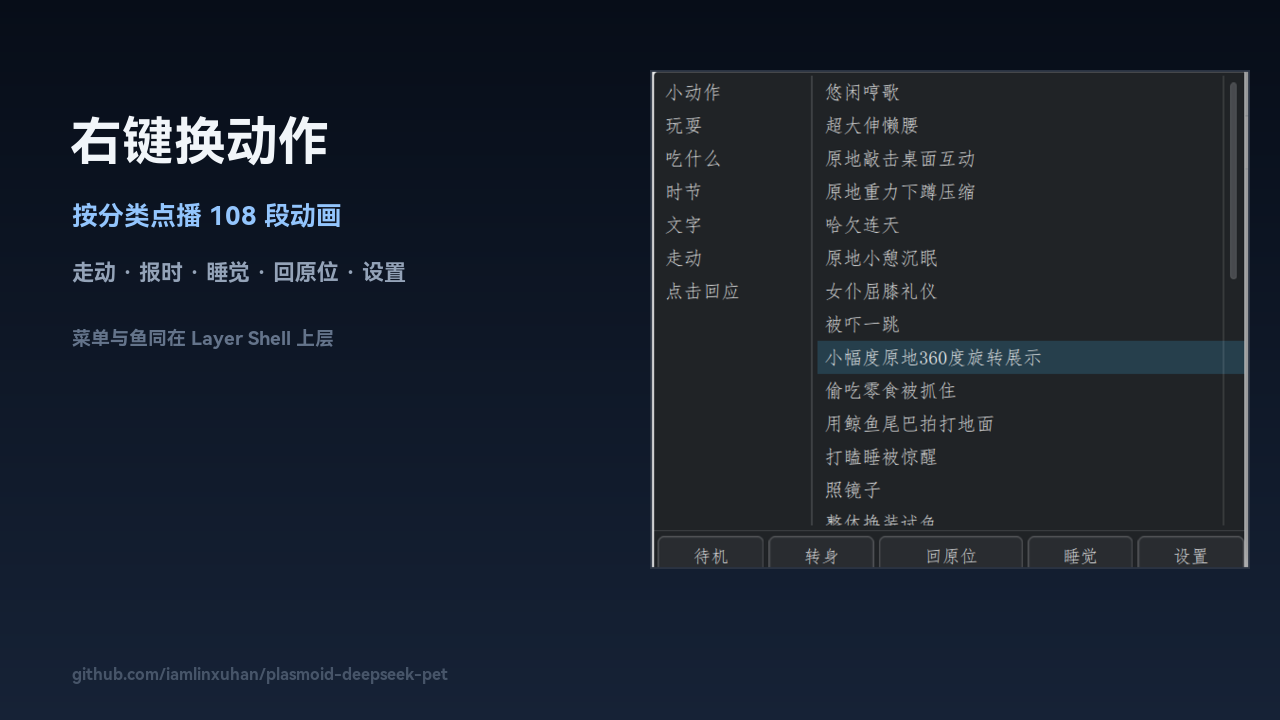 右键换动作
按分类点播 108 段动画
走动 · 报时 · 睡觉 · 回原位 · 设置
菜单与鱼同在 Layer Shell 上层
小动作
玩耍
吃什么
时节
文字
走动
点击回应
悠闲哼歌
超大伸懒腰
原地敲击桌面互动
原地重力下蹲压缩
哈欠连天
原地小憩沉眠
女仆屈膝礼仪
被吓一跳
小幅度原地360度旋转展示
偷吃零食被抓住
用鲸鱼尾巴拍打地面
打瞌睡被惊醒
照镜子
待机
转身
回原位
睡觉
设置
github.com/iamlinxuhan/plasmoid-deepseek-pet